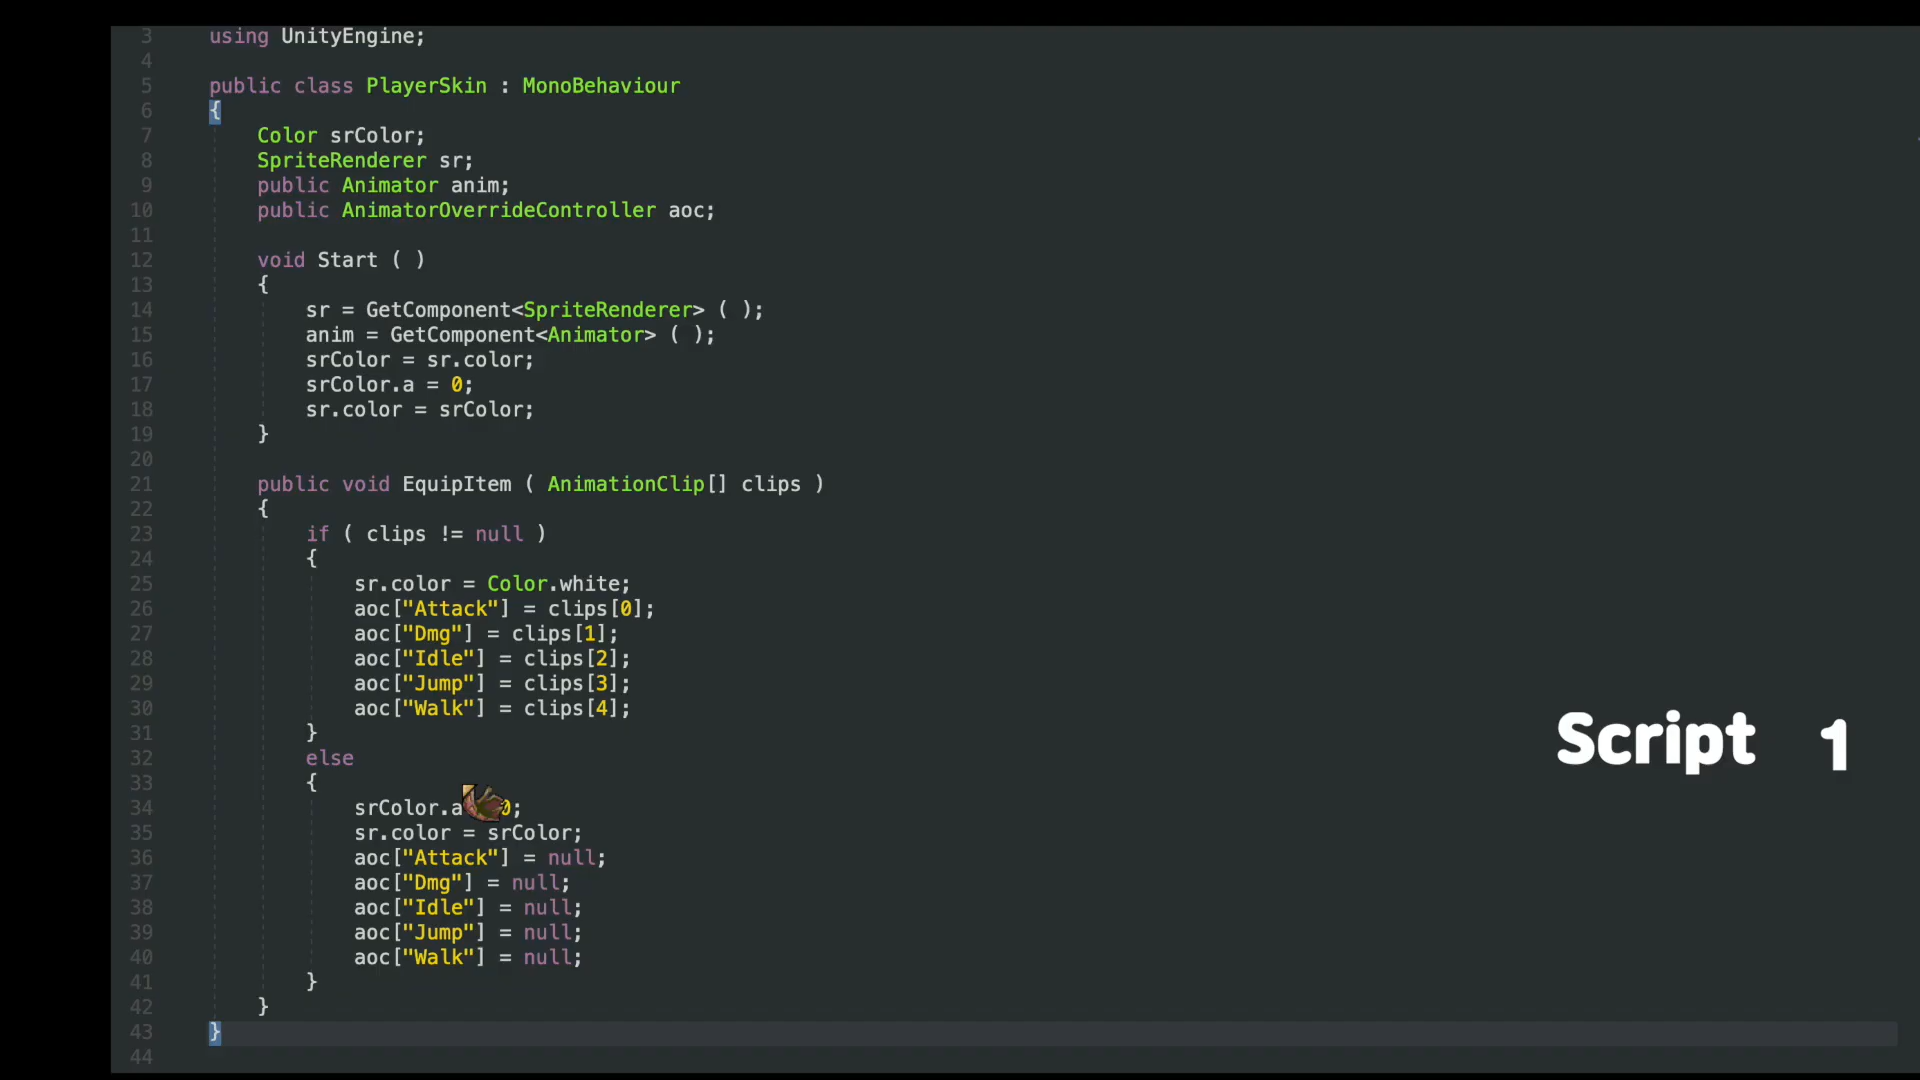 3 using UnityEngine;
4
5 public class PlayerSkin : MonoBehaviour
6 {
7 Color srColor;
8 SpriteRenderer sr;
9 public Animator anim;
10 public AnimatorOverrideController aoc;
11
12 void Start ( )
13 {
14 sr = GetComponent<SpriteRenderer> ( );
15 anim = GetComponent<Animator> ( );
16 srColor = sr.color;
17 srColor.a = 0;
18 sr.color = srColor;
19 }
20
21 public void EquipItem ( AnimationClip[] clips )
22 {
23 if ( clips != null )
24 {
25 sr.color = Color.white;
26 aoc["Attack"] = clips[0];
27 aoc["Dmg"] = clips[1];
28 aoc["Idle"] = clips[2];
29 aoc["Jump"] = clips[3];
30 aoc["Walk"] = clips[4];
31 }
32 else
33 {
34 srColor.a 0;
35 sr.color = srColor;
36 aoc["Attack"] = null;
37 aoc["Dmg"] = null;
38 aoc["Idle"] = null;
39 aoc["Jump"] = null;
40 aoc["Walk"] = null;
41 }
42 }
43 }
44
Script 1